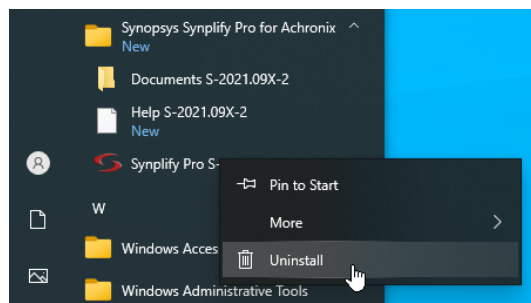 Synopsys Synplify Pro for Achronix
New
Documents S-2021.09X-2
Help S-2021.09X-2
New
Synplify Pro S-
Pin to Start
W
More
Windows Acces
Uninstall
Windows Administrative Tools